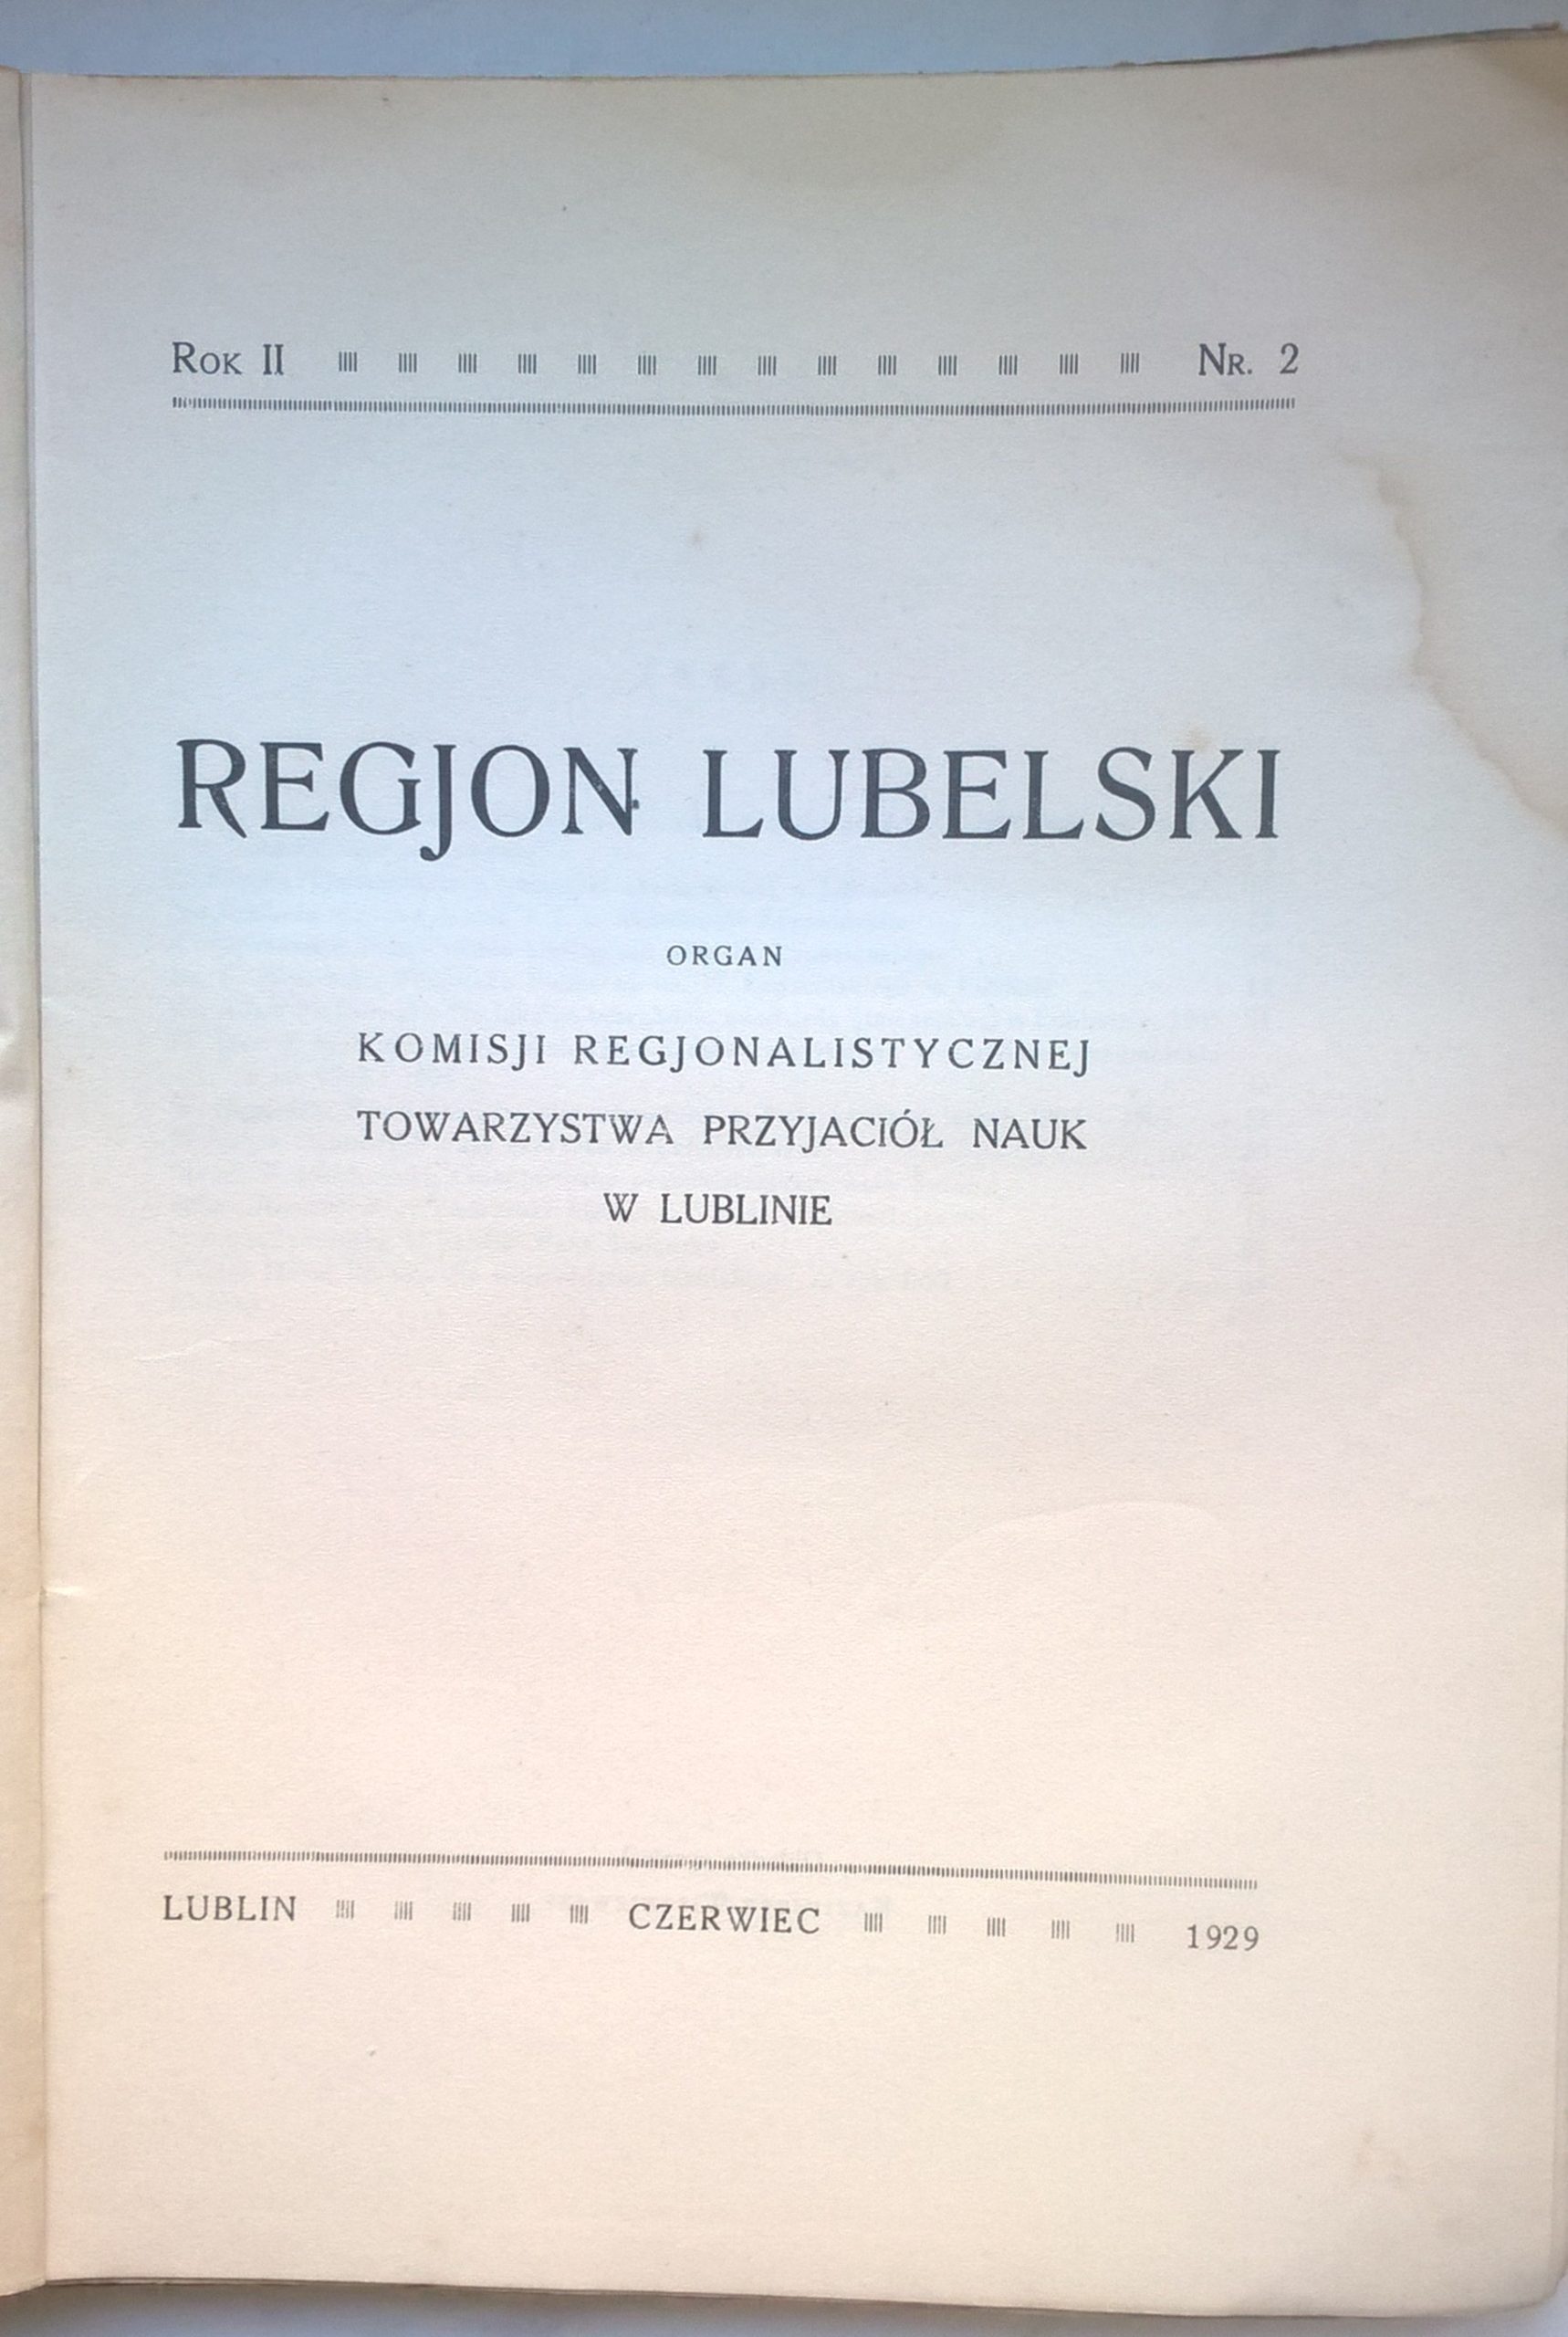 Rok II Nr. 2
REGJON LUBELSKI
ORGAN
KOMISJI REGJONALISTYCZNEJ
TOWARZYSTWA PRZYJACIÓŁ NAUK
W LUBLINIE
LUBLIN CZERWIEC 1929